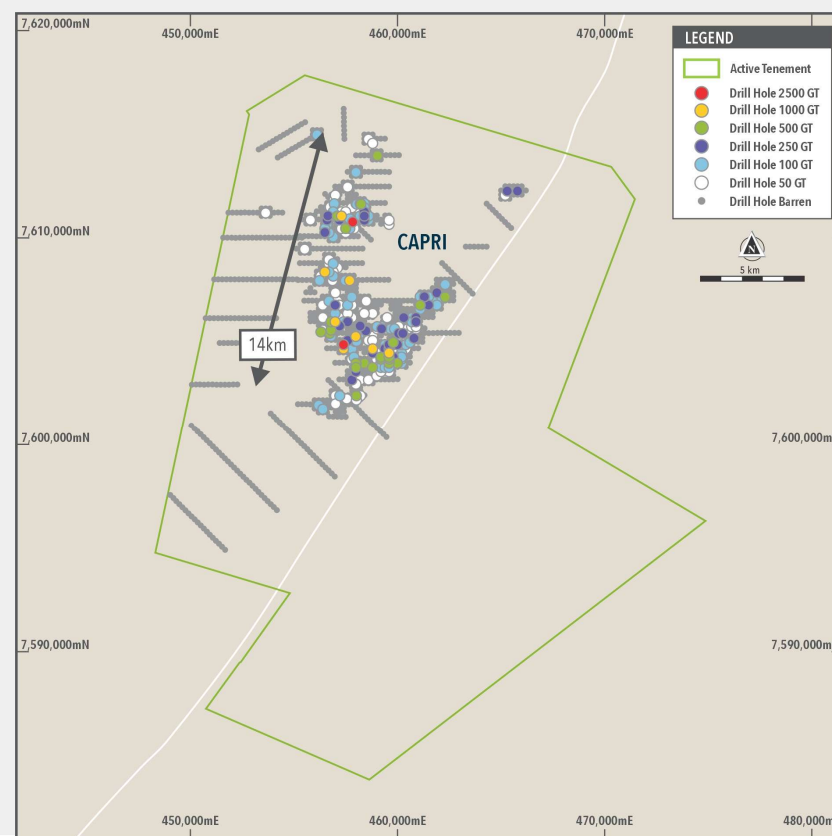 7,620,000mN
450,000mE
460,000mE
470,000mE
LEGEND
Active Tenement
Drill Hole 2500 GT
Drill Hole 1000 GT
Drill Hole 500 GT
Drill Hole 250 GT
Drill Hole 100 GT
Drill Hole 50 GT
Drill Hole Barren
7,610,000mN
CAPRI
N
5 km
14km
7,600,000mN
7,600,000m
7,590,000mN
7,590,000m
450,000mE
460,000mE
470,000mE
480,000m